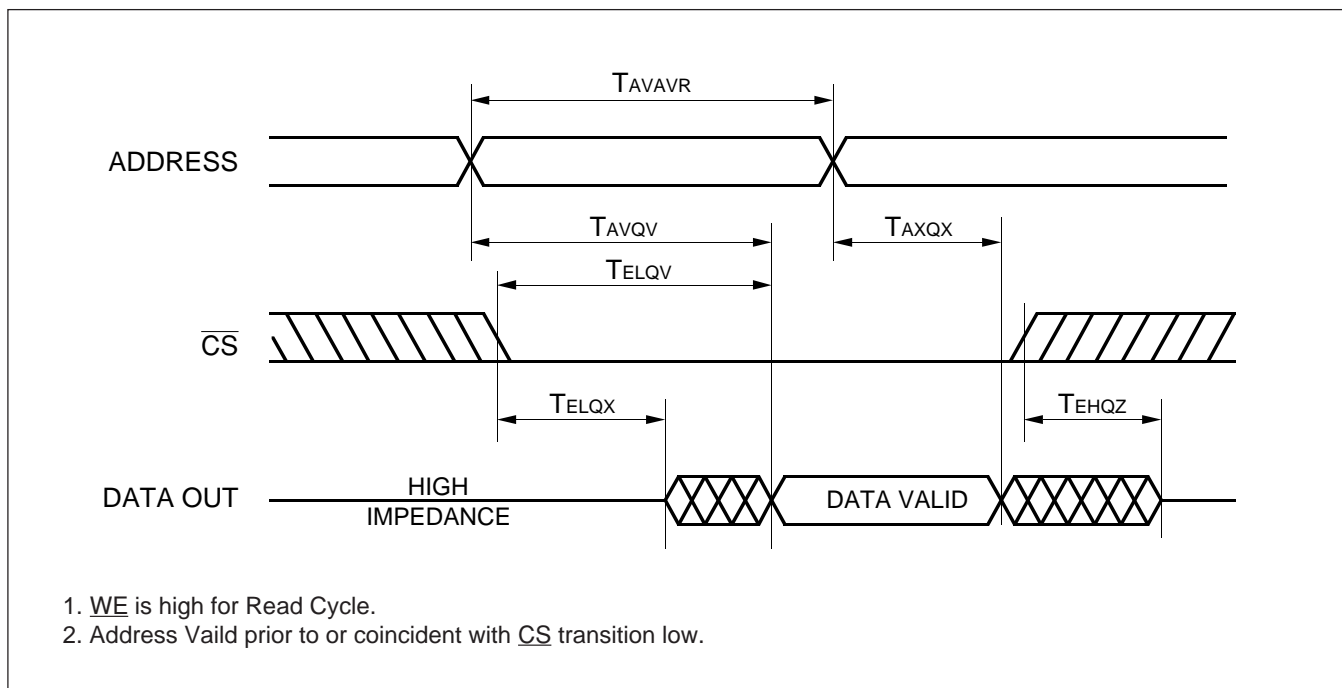 TAVAVR
ADDRESS
TAVQV
TAXQX
TELQV
CS
TELQX
TEHQZ
DATA OUT
HIGH
IMPEDANCE
DATA VALID
1. WE is high for Read Cycle.
2. Address Vaild prior to or coincident with CS transition low.